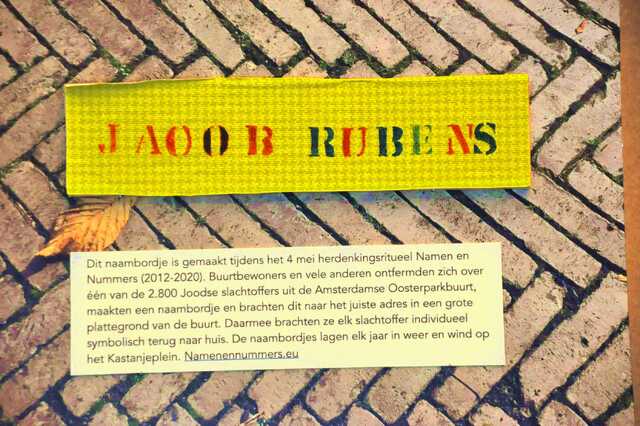 JACOB RUBENS
Dit naambordje is gemaakt tijdens het 4 mei herdenkingsritueel Namen en
Nummers (2012-2020). Buurtbewoners en vele anderen ontfermden zich over
één van de 2.800 Joodse slachtoffers uit de Amsterdamse Oosterparkbuurt,
maakten een naambordje en brachten dit naar het juiste adres in een grote
plattegrond van de buurt. Daarmee brachten ze elk slachtoffer individueel
symbolisch terug naar huis. De naambordjes lagen elk jaar in weer en wind op
het Kastanjeplein. Namenennummers.eu